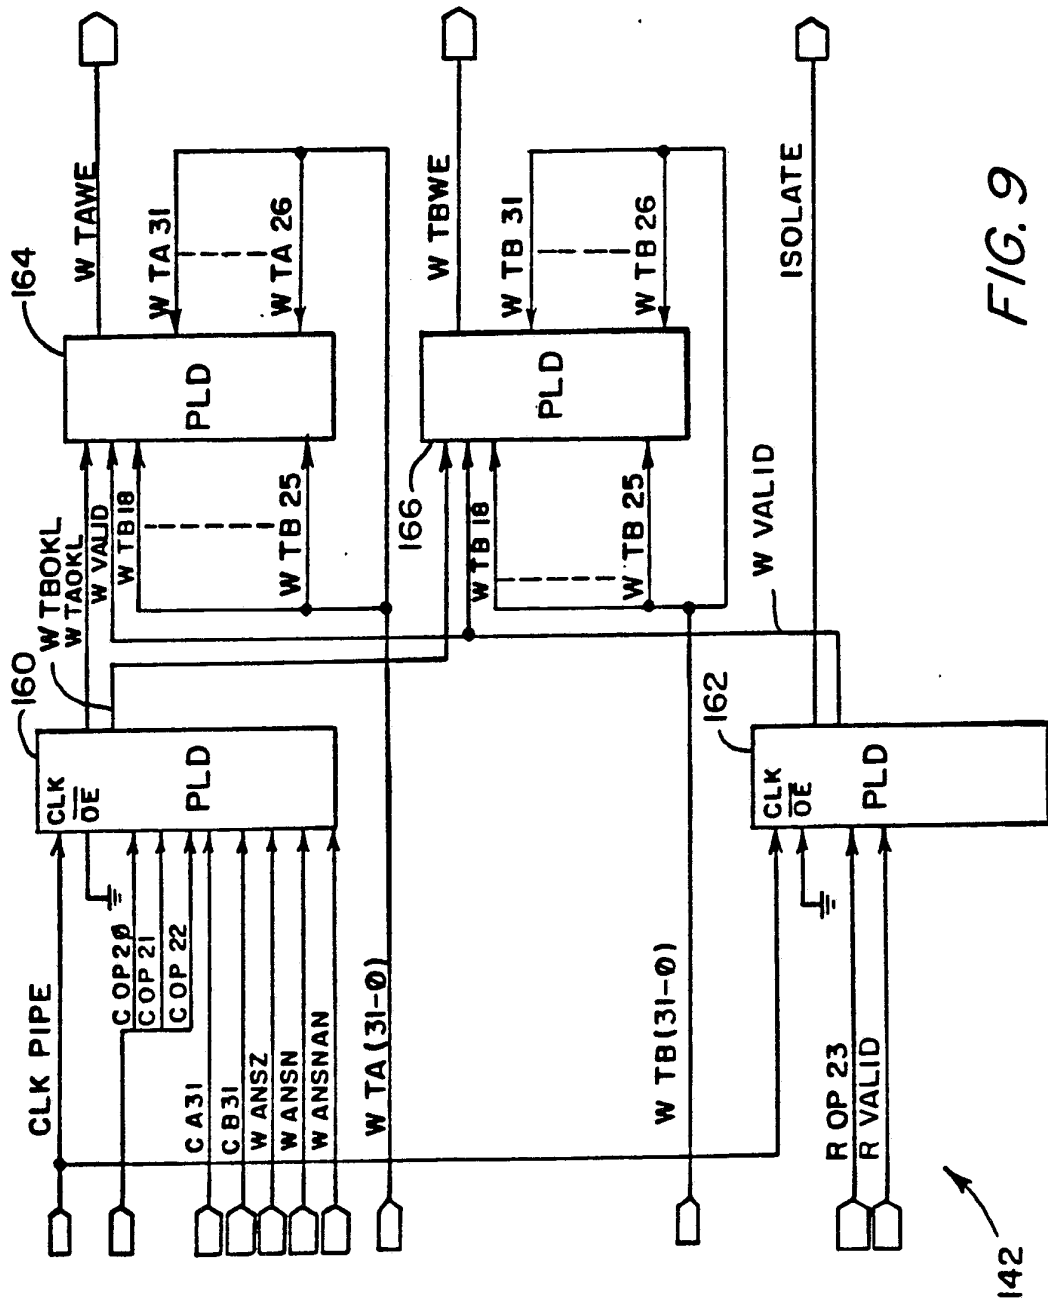 CLK PIPE
C OP 20
C OP 21
C OP 22
C A31
C B31
W ANSZ
W ANSN
W ANSNAN
W TA (31-0)
W TB (31-0)
R OP 23
R VALID
142
160
CLK
OE
PLD
162
CLK
OE
PLD
W TBOKL
W TAOKL
W VALID
W TB 18
W TB 25
164
PLD
W TAWE
W TA 31
W TA 26
166
W TB 18
W TB 25
PLD
W TBWE
W TB 31
W TB 26
W VALID
ISOLATE
FIG. 9